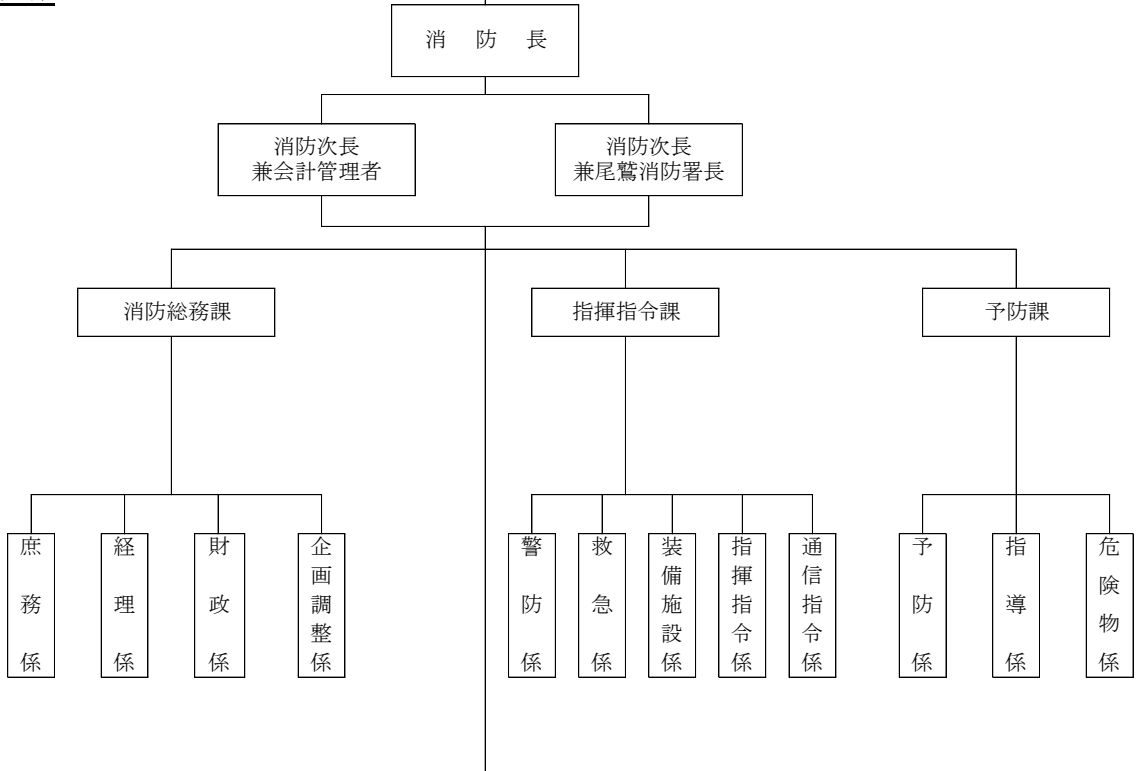 消 防 長
消防次長
兼会計管理者
消防次長
兼尾鷲消防署長
消防総務課
指揮指令課
予防課
庶務係
経理係
財政係
企画調整係
警防係
救急係
装備施設係
指揮指令係
通信指令係
予防係
指導係
危険物係